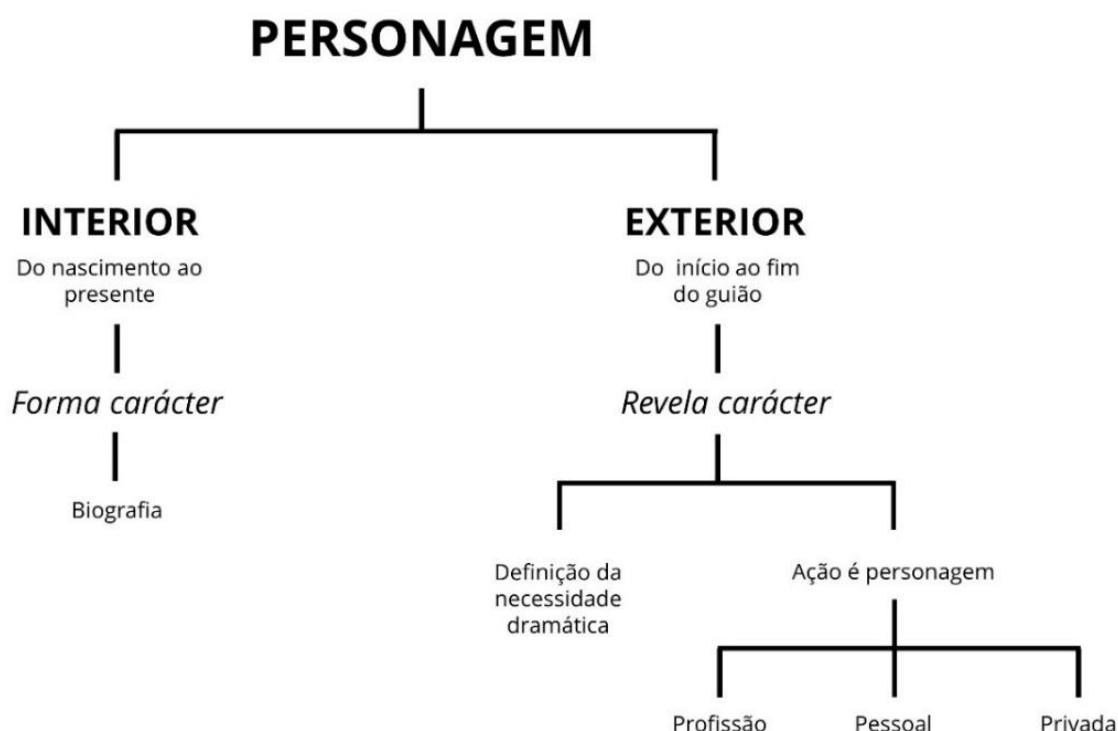 PERSONAGEM
INTERIOR
Do nascimento ao
presente
Forma carácter
Biografia
EXTERIOR
Do início ao fim
do guião
Revela carácter
Definição da
necessidade
dramática
Ação é personagem
Profissão
Pessoal
Privada